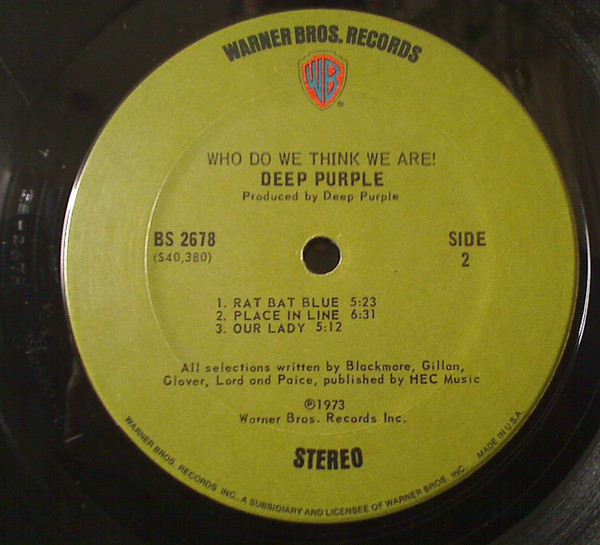 WARNER BROS. RECORDS
WB
®
WHO DO WE THINK WE ARE!
DEEP PURPLE
Produced by Deep Purple
BS 2678
(S40,380)
SIDE
2
1. RAT BAT BLUE 5:23
2. PLACE IN LINE 6:31
3. OUR LADY 5:12
All selections written by Blackmore, Gillan,
Glover, Lord and Paice, published by HEC Music
℗1973
Warner Bros. Records Inc.
STEREO
WARNER BROS. RECORDS INC., A SUBSIDIARY AND LICENSEE OF WARNER BROS. INC. MADE IN U.S.A.